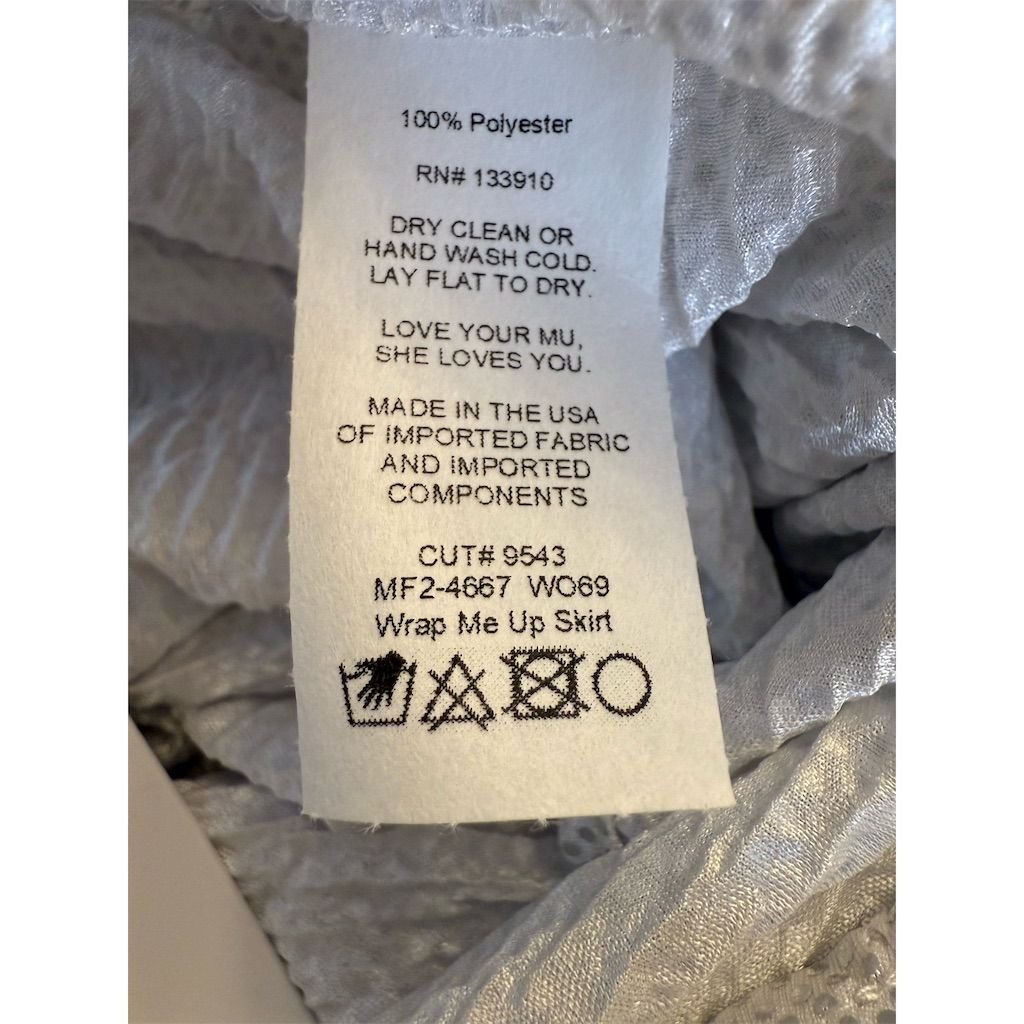 100% Polyester
RN# 133910
DRY CLEAN OR
HAND WASH COLD.
LAY FLAT TO DRY.
LOVE YOUR MU,
SHE LOVES YOU.
MADE IN THE USA
OF IMPORTED FABRIC
AND IMPORTED
COMPONENTS
CUT# 9543
MF2-4667 WO69
Wrap Me Up Skirt